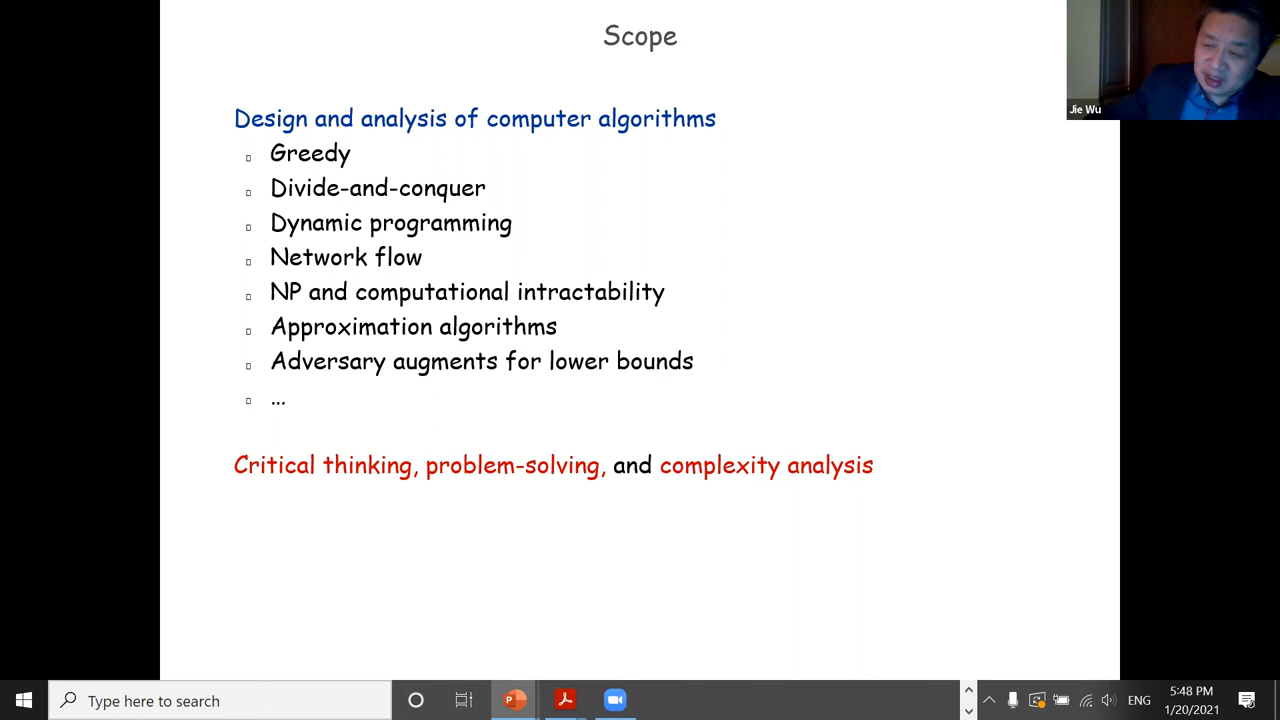 Scope
Jie Wu
Design and analysis of computer algorithms
Greedy
Divide-and-conquer
Dynamic programming
Network flow
NP and computational intractability
Approximation algorithms
Adversary augments for lower bounds
...
Critical thinking, problem-solving, and complexity analysis
Type here to search
ENG
5:48 PM
1/20/2021